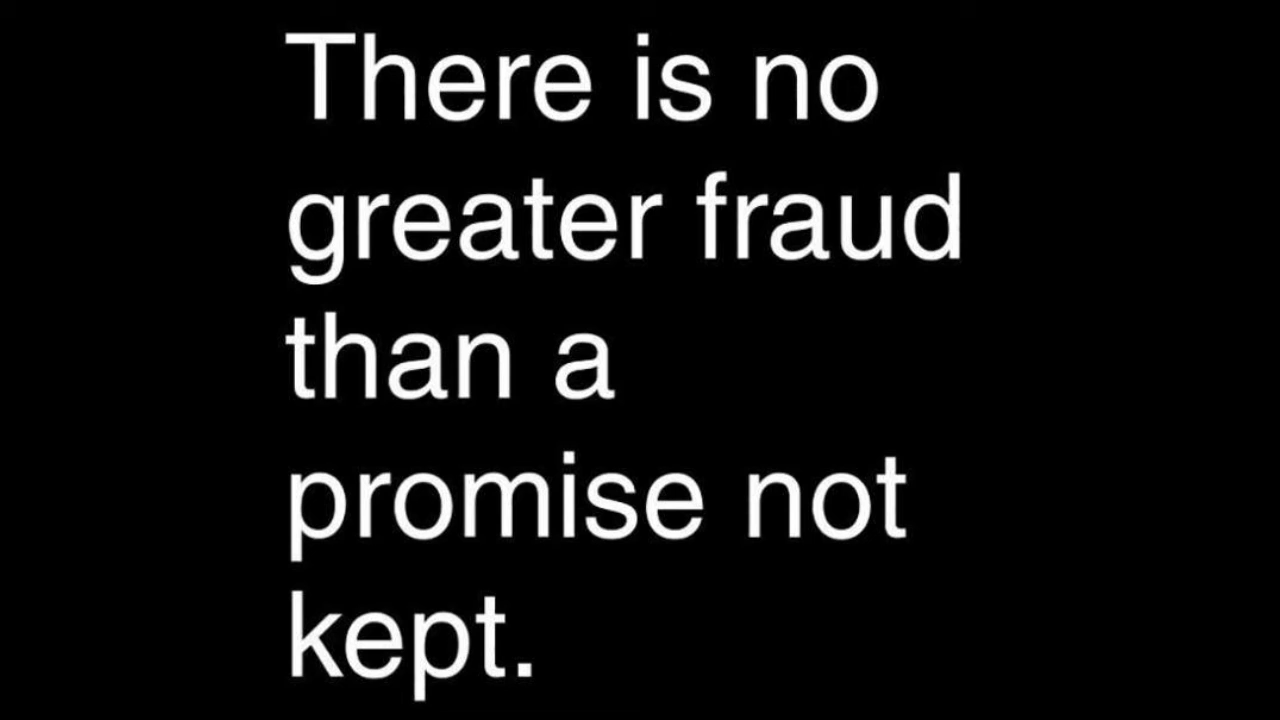 There is no
greater fraud
than a
promise not
kept.